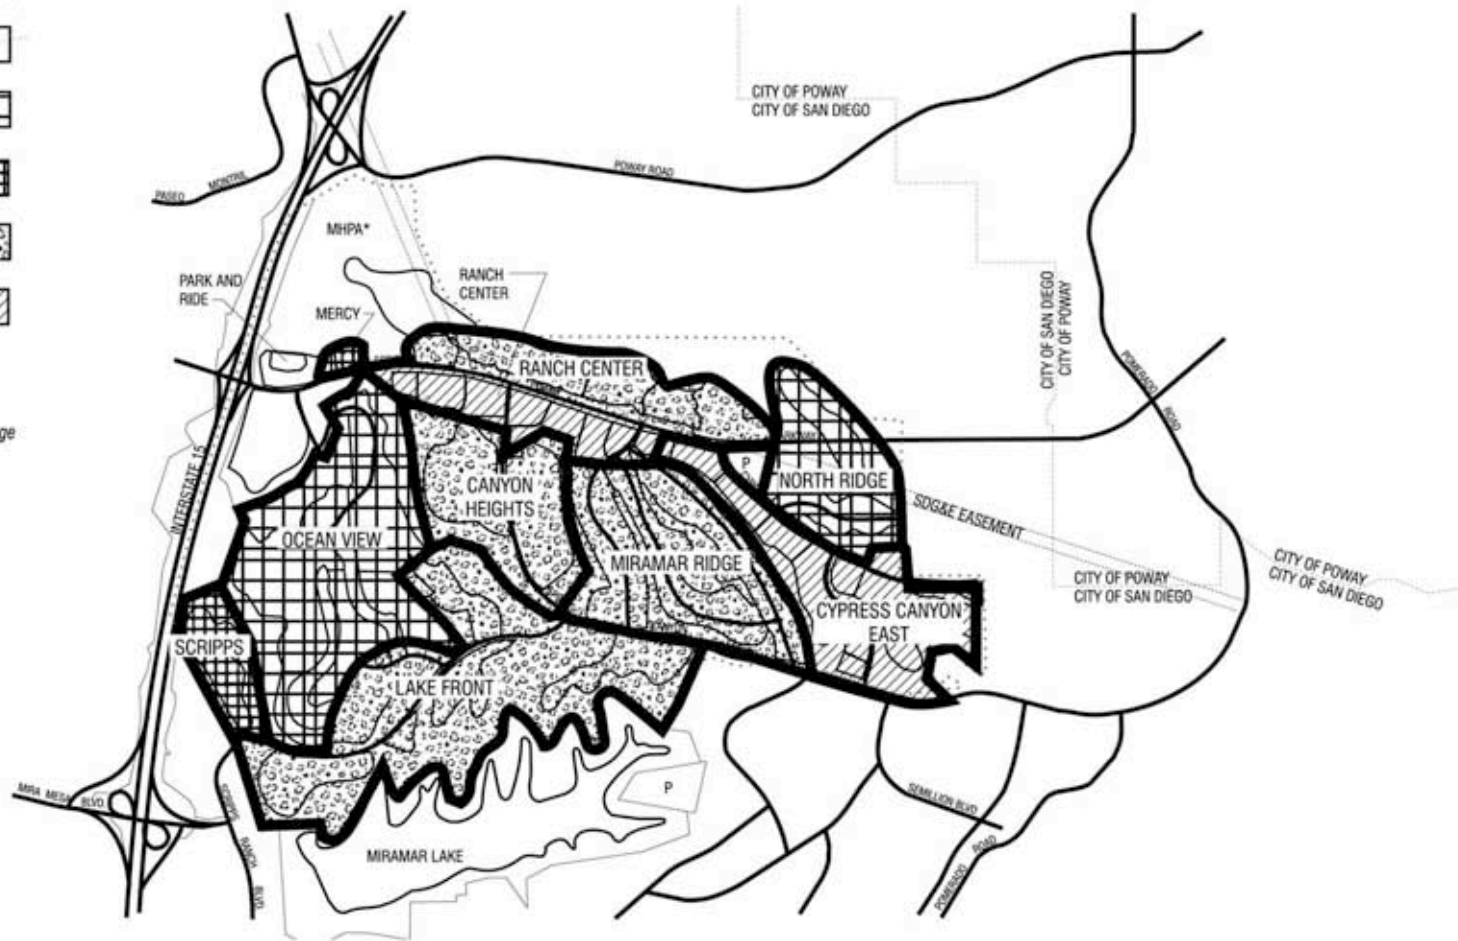 CITY OF POWAY
CITY OF SAN DIEGO
POWAY ROAD
PASEO MONTRIL
MHPA*
PARK AND
RIDE
RANCH
CENTER
MERCY
CITY OF SAN DIEGO
CITY OF POWAY
RANCH CENTER
POMERADO ROAD
INTERSTATE 15
P
CANYON
HEIGHTS
NORTH RIDGE
SDG&E EASEMENT
OCEAN VIEW
MIRAMAR RIDGE
CITY OF POWAY
CITY OF SAN DIEGO
CITY OF POWAY
CITY OF SAN DIEGO
CYPRESS CANYON
EAST
SCRIPPS
LAKE FRONT
MIRA MESA BLVD.
SCRIPPS RANCH BLVD.
P
SEMILLION BLVD.
MIRAMAR LAKE
POMERADO ROAD